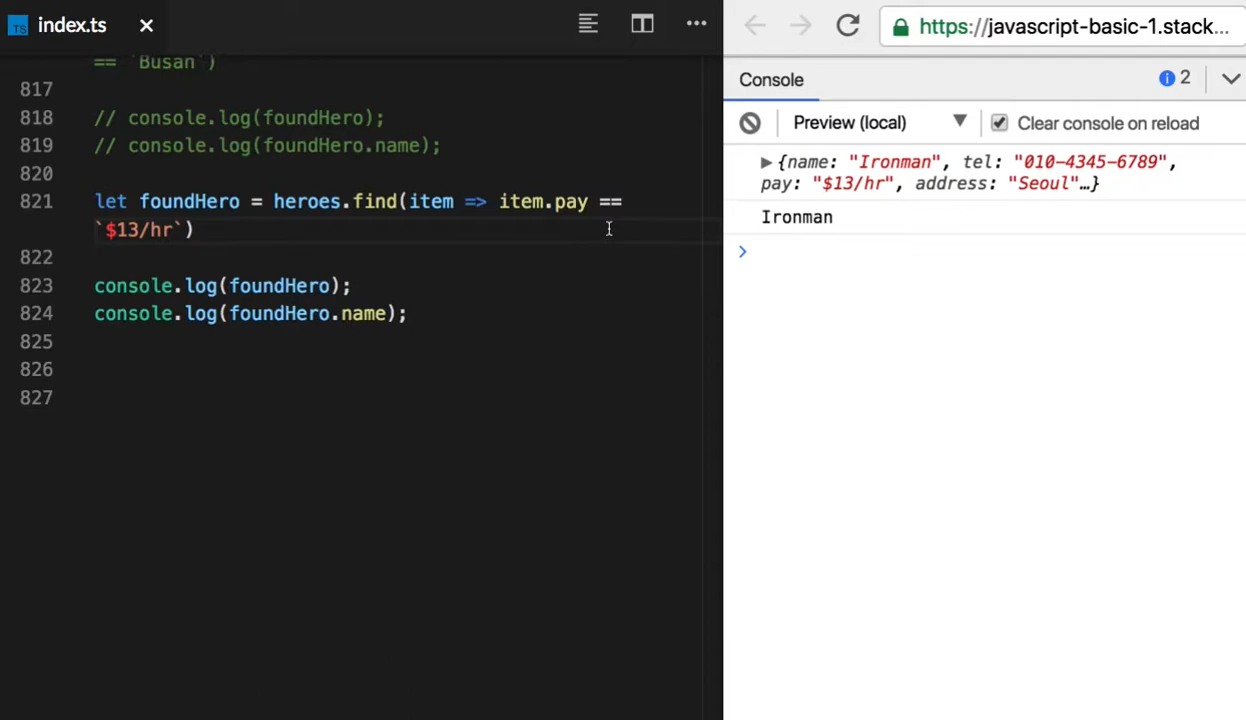 TS index.ts
https://javascript-basic-1.stack...
== `Busan`)
817
818 // console.log(foundHero);
819 // console.log(foundHero.name);
820
821 let foundHero = heroes.find(item => item.pay ==
`$13/hr`)
822
823 console.log(foundHero);
824 console.log(foundHero.name);
825
826
827
Console
2
Preview (local)
Clear console on reload
{name: "Ironman", tel: "010-4345-6789",
pay: "$13/hr", address: "Seoul"…}
Ironman